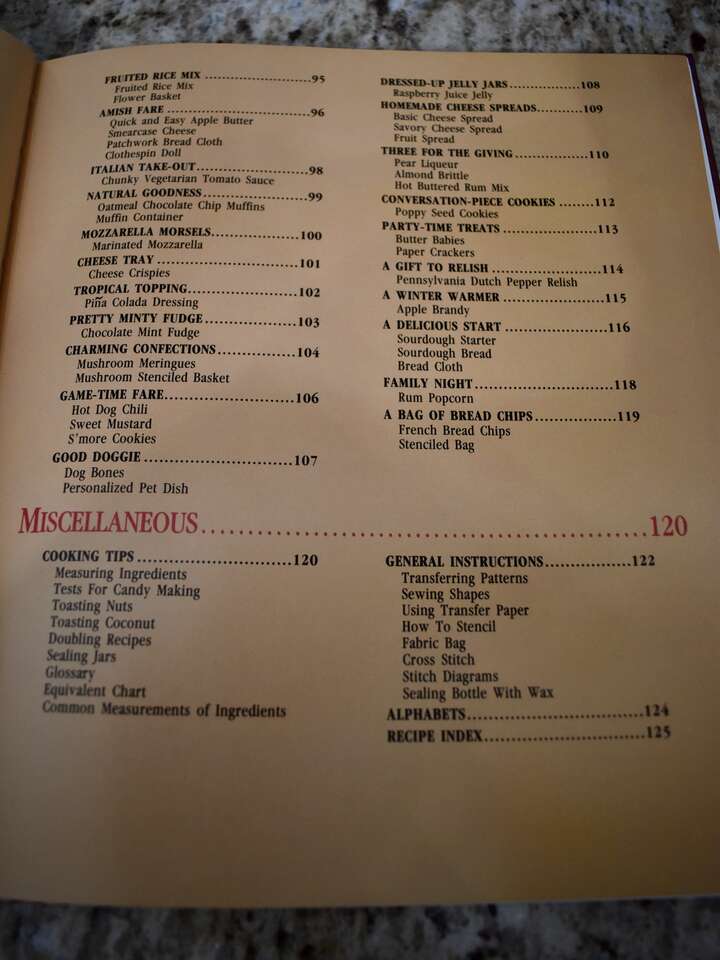 FRUITED RICE MIX ........................95
Fruited Rice Mix
Flower Basket
AMISH FARE ................................96
Quick and Easy Apple Butter
Smearcase Cheese
Patchwork Bread Cloth
Clothespin Doll
ITALIAN TAKE-OUT........................98
Chunky Vegetarian Tomato Sauce
NATURAL GOODNESS.....................99
Oatmeal Chocolate Chip Muffins
Muffin Container
MOZZARELLA MORSELS.................100
Marinated Mozzarella
CHEESE TRAY ............................101
Cheese Crispies
TROPICAL TOPPING......................102
Piña Colada Dressing
PRETTY MINTY FUDGE..................103
Chocolate Mint Fudge
CHARMING CONFECTIONS...............104
Mushroom Meringues
Mushroom Stenciled Basket
GAME-TIME FARE........................106
Hot Dog Chili
Sweet Mustard
S'more Cookies
GOOD DOGGIE ...........................107
Dog Bones
Personalized Pet Dish
DRESSED-UP JELLY JARS.................108
Raspberry Juice Jelly
HOMEMADE CHEESE SPREADS...........109
Basic Cheese Spread
Savory Cheese Spread
Fruit Spread
THREE FOR THE GIVING.................110
Pear Liqueur
Almond Brittle
Hot Buttered Rum Mix
CONVERSATION-PIECE COOKIES ........112
Poppy Seed Cookies
PARTY-TIME TREATS .....................113
Butter Babies
Paper Crackers
A GIFT TO RELISH ........................114
Pennsylvania Dutch Pepper Relish
A WINTER WARMER ......................115
Apple Brandy
A DELICIOUS START ......................116
Sourdough Starter
Sourdough Bread
Bread Cloth
FAMILY NIGHT............................118
Rum Popcorn
A BAG OF BREAD CHIPS.................119
French Bread Chips
Stenciled Bag
MISCELLANEOUS..............................................120
COOKING TIPS ............................120
Measuring Ingredients
Tests For Candy Making
Toasting Nuts
Toasting Coconut
Doubling Recipes
Sealing Jars
Glossary
Equivalent Chart
Common Measurements of Ingredients
GENERAL INSTRUCTIONS.................122
Transferring Patterns
Sewing Shapes
Using Transfer Paper
How To Stencil
Fabric Bag
Cross Stitch
Stitch Diagrams
Sealing Bottle With Wax
ALPHABETS................................124
RECIPE INDEX.............................125